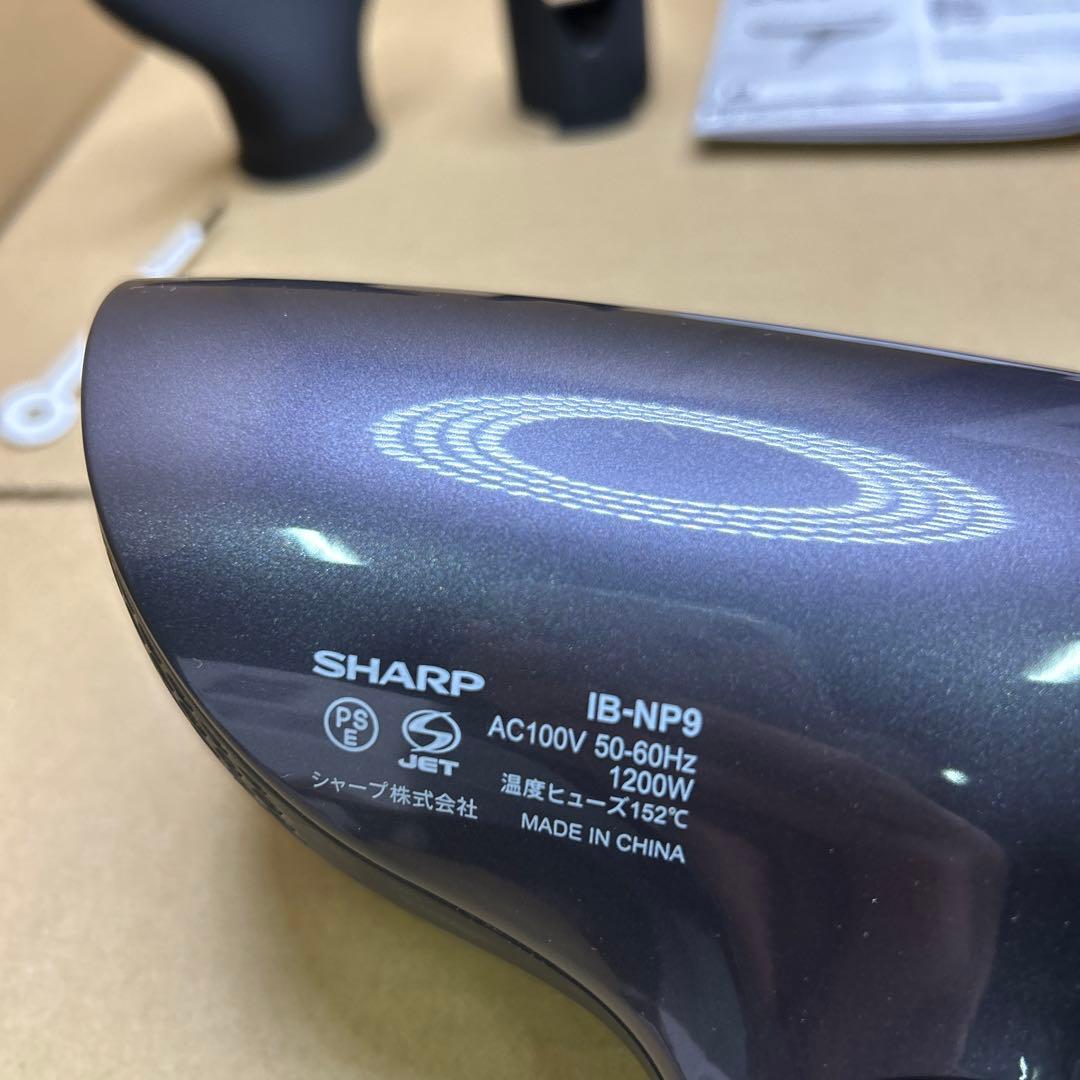 SHARP
IB-NP9
PS
E
JET
AC100V 50-60Hz
1200W
シャープ株式会社
温度ヒューズ152℃
MADE IN CHINA